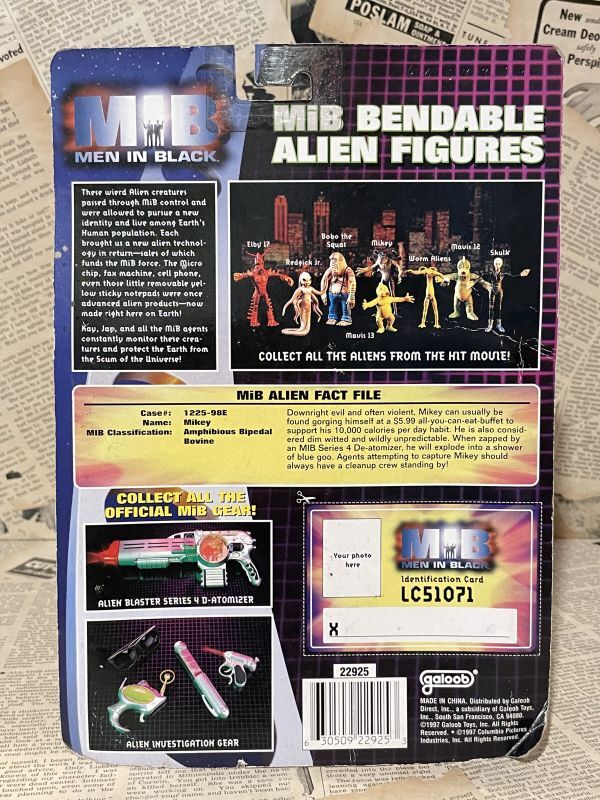 POSLAM SOAP &
OINTMENT
TUNE
voted
New
Cream Deo
safely
Perspi
MiB
MEN IN BLACK
MiB BENDABLE
ALIEN FIGURES
These wierd Alien creatures
passed through MiB control and
were allowed to pursue a new
identity and live among Earth's
Human population. Each
brought us a new alien technol-
ogy in return—sales of which
funds the MiB force. The micro
chip, fax machine, cell phone,
even those little removable yel-
low sticky notepads were once
advanced alien products—now
made right here on Earth!
Kay, Jay, and all the MiB agents
constantly monitor these crea-
tures and protect the Earth from
the Scum of the Universe!
Elby 17
Redgick Jr.
Bobo the
Squat
Mikey
Worm Aliens
Mavis 12
Skulk
Mavis 13
COLLECT ALL THE ALIENS FROM THE HIT MOVIE!
MiB ALIEN FACT FILE
Case#: 1225-98E
Name: Mikey
MIB Classification: Amphibious Bipedal
Bovine
Downright evil and often violent, Mikey can usually be
found gorging himself at a $5.99 all-you-can-eat-buffet to
support his 10,000 calories per day habit. He is also consid-
ered dim witted and wildly unpredictable. When zapped by
an MIB Series 4 De-atomizer, he will explode into a shower
of blue goo. Agents attempting to capture Mikey should
always have a cleanup crew standing by!
COLLECT ALL THE
OFFICIAL MiB GEAR!
ALIEN BLASTER SERIES 4 D-ATOMIZER
ALIEN INVESTIGATION GEAR
Your photo
here
MiB
MEN IN BLACK
Identification Card
LC51071
X
22925
6 30509 22925
galoob
MADE IN CHINA. Distributed by Galoob
Direct, Inc., a subsidiary of Galoob Toys,
Inc., South San Francisco, CA 94080.
©1997 Galoob Toys, Inc. All Rights
Reserved. • ©1997 Columbia Pictures
Industries, Inc. All Rights Reserved.